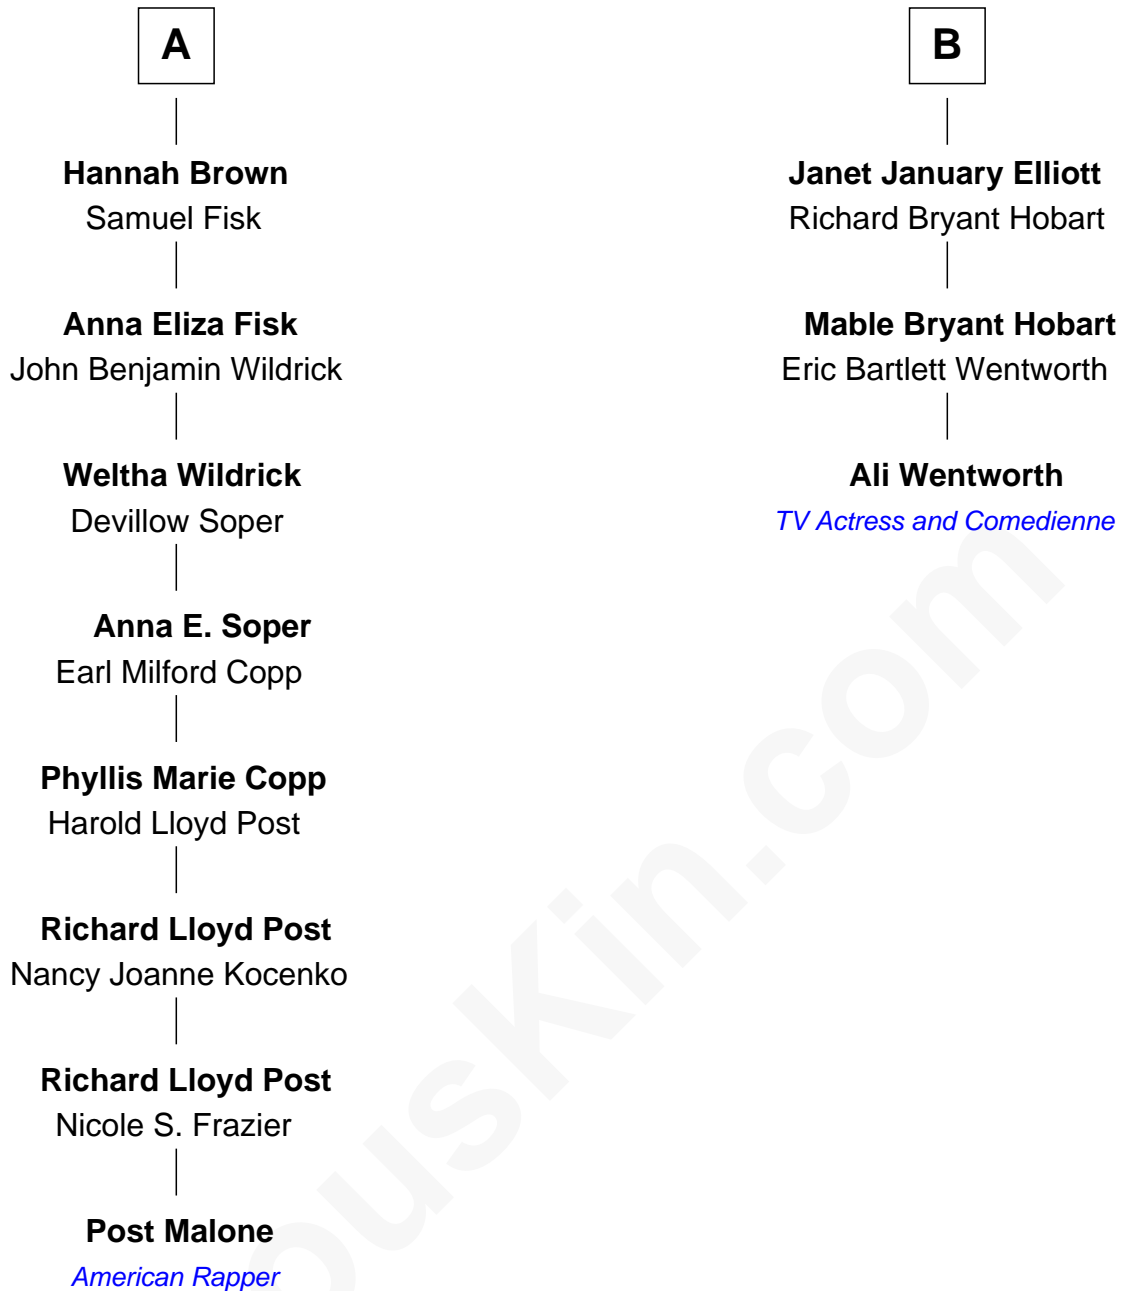 A
Hannah Brown
Samuel Fisk
Anna Eliza Fisk
John Benjamin Wildrick
Weltha Wildrick
Devillow Soper
Anna E. Soper
Earl Milford Copp
Phyllis Marie Copp
Harold Lloyd Post
Richard Lloyd Post
Nancy Joanne Kocenko
Richard Lloyd Post
Nicole S. Frazier
Post Malone
American Rapper
B
Janet January Elliott
Richard Bryant Hobart
Mable Bryant Hobart
Eric Bartlett Wentworth
Ali Wentworth
TV Actress and Comedienne
ousKin.com